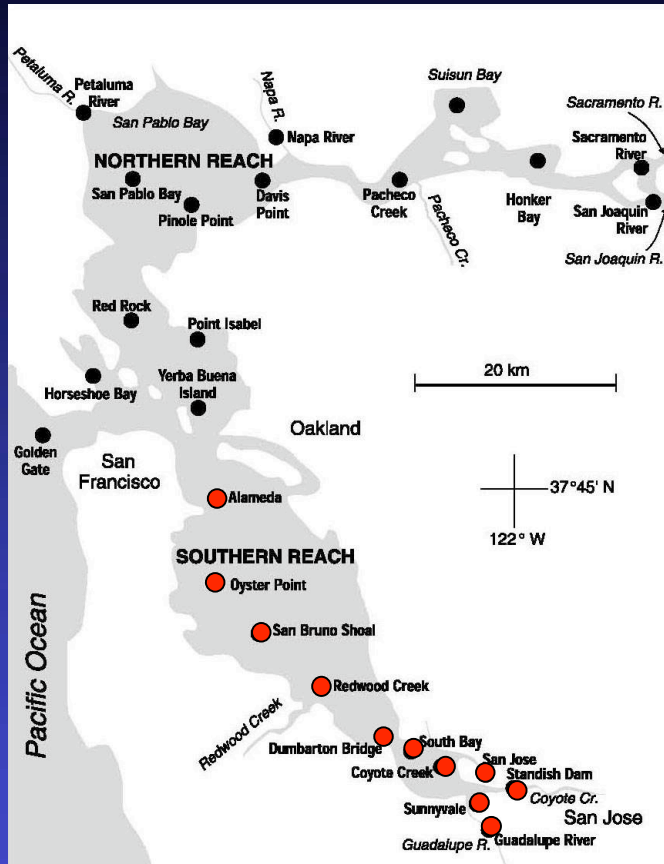 Petaluma R.
Petaluma
River
San Pablo Bay
Napa R.
Napa River
Suisun Bay
Sacramento R.
Sacramento
River
NORTHERN REACH
San Pablo Bay
Pinole Point
Davis
Point
Pacheco
Creek
Pacheco Cr.
Honker
Bay
San Joaquin
River
San Joaquin R.
Red Rock
Point Isabel
Horseshoe Bay
Yerba Buena
Island
20 km
Golden
Gate
San
Francisco
Oakland
Alameda
37°45' N
122° W
SOUTHERN REACH
Oyster Point
San Bruno Shoal
Pacific Ocean
Redwood Creek
Redwood Creek
Dumbarton Bridge
South Bay
Coyote Creek
San Jose
Standish Dam
Coyote Cr.
Sunnyvale
San Jose
Guadalupe R.
Guadalupe River